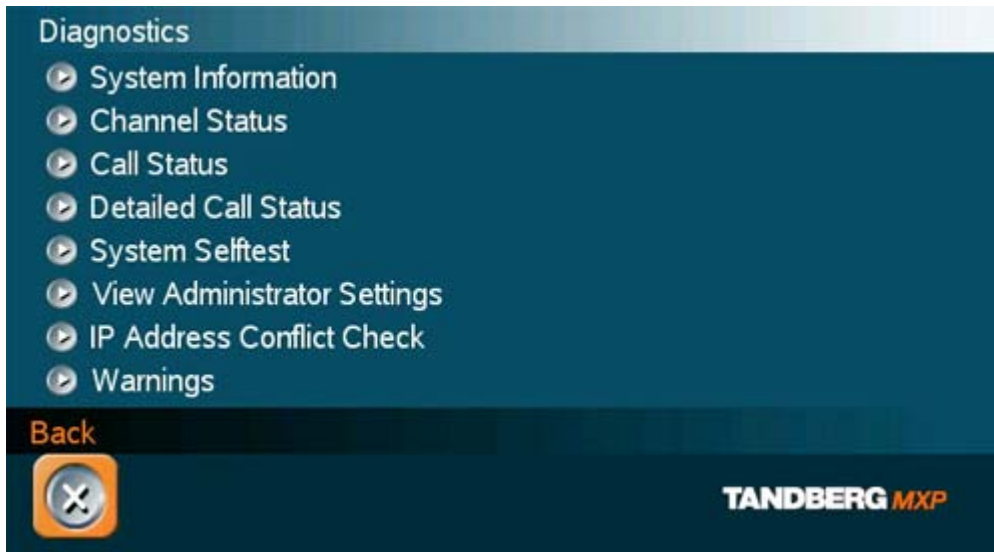 Diagnostics
System Information
Channel Status
Call Status
Detailed Call Status
System Selftest
View Administrator Settings
IP Address Conflict Check
Warnings
Back
TANDBERG MXP